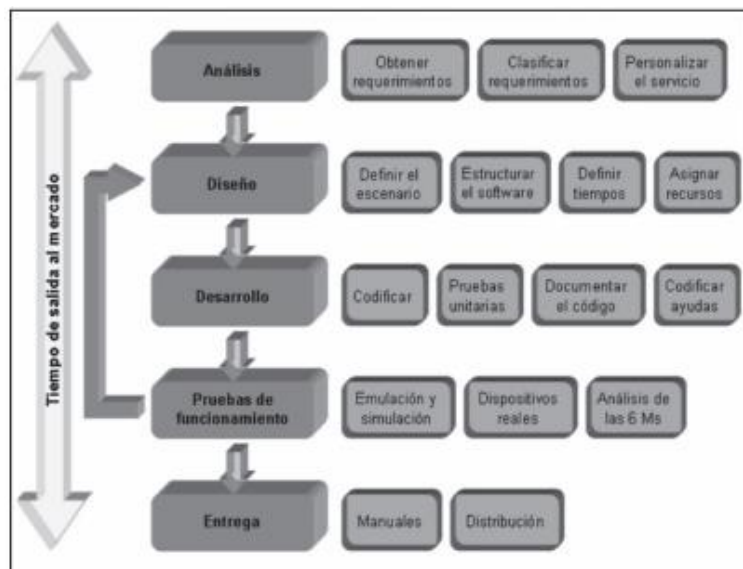 Tiempo de salida al mercado
Análisis
Obtener
requerimientos
Clasificar
requerimientos
Personalizar
el servicio
Diseño
Definir el
escenario
Estructurar
el software
Definir
tiempos
Asignar
recursos
Desarrollo
Codificar
Pruebas
unitarias
Documentar
el código
Codificar
ayudas
Pruebas de
funcionamiento
Emulación y
simulación
Dispositivos
reales
Análisis de
las 6 Ms
Entrega
Manuales
Distribución